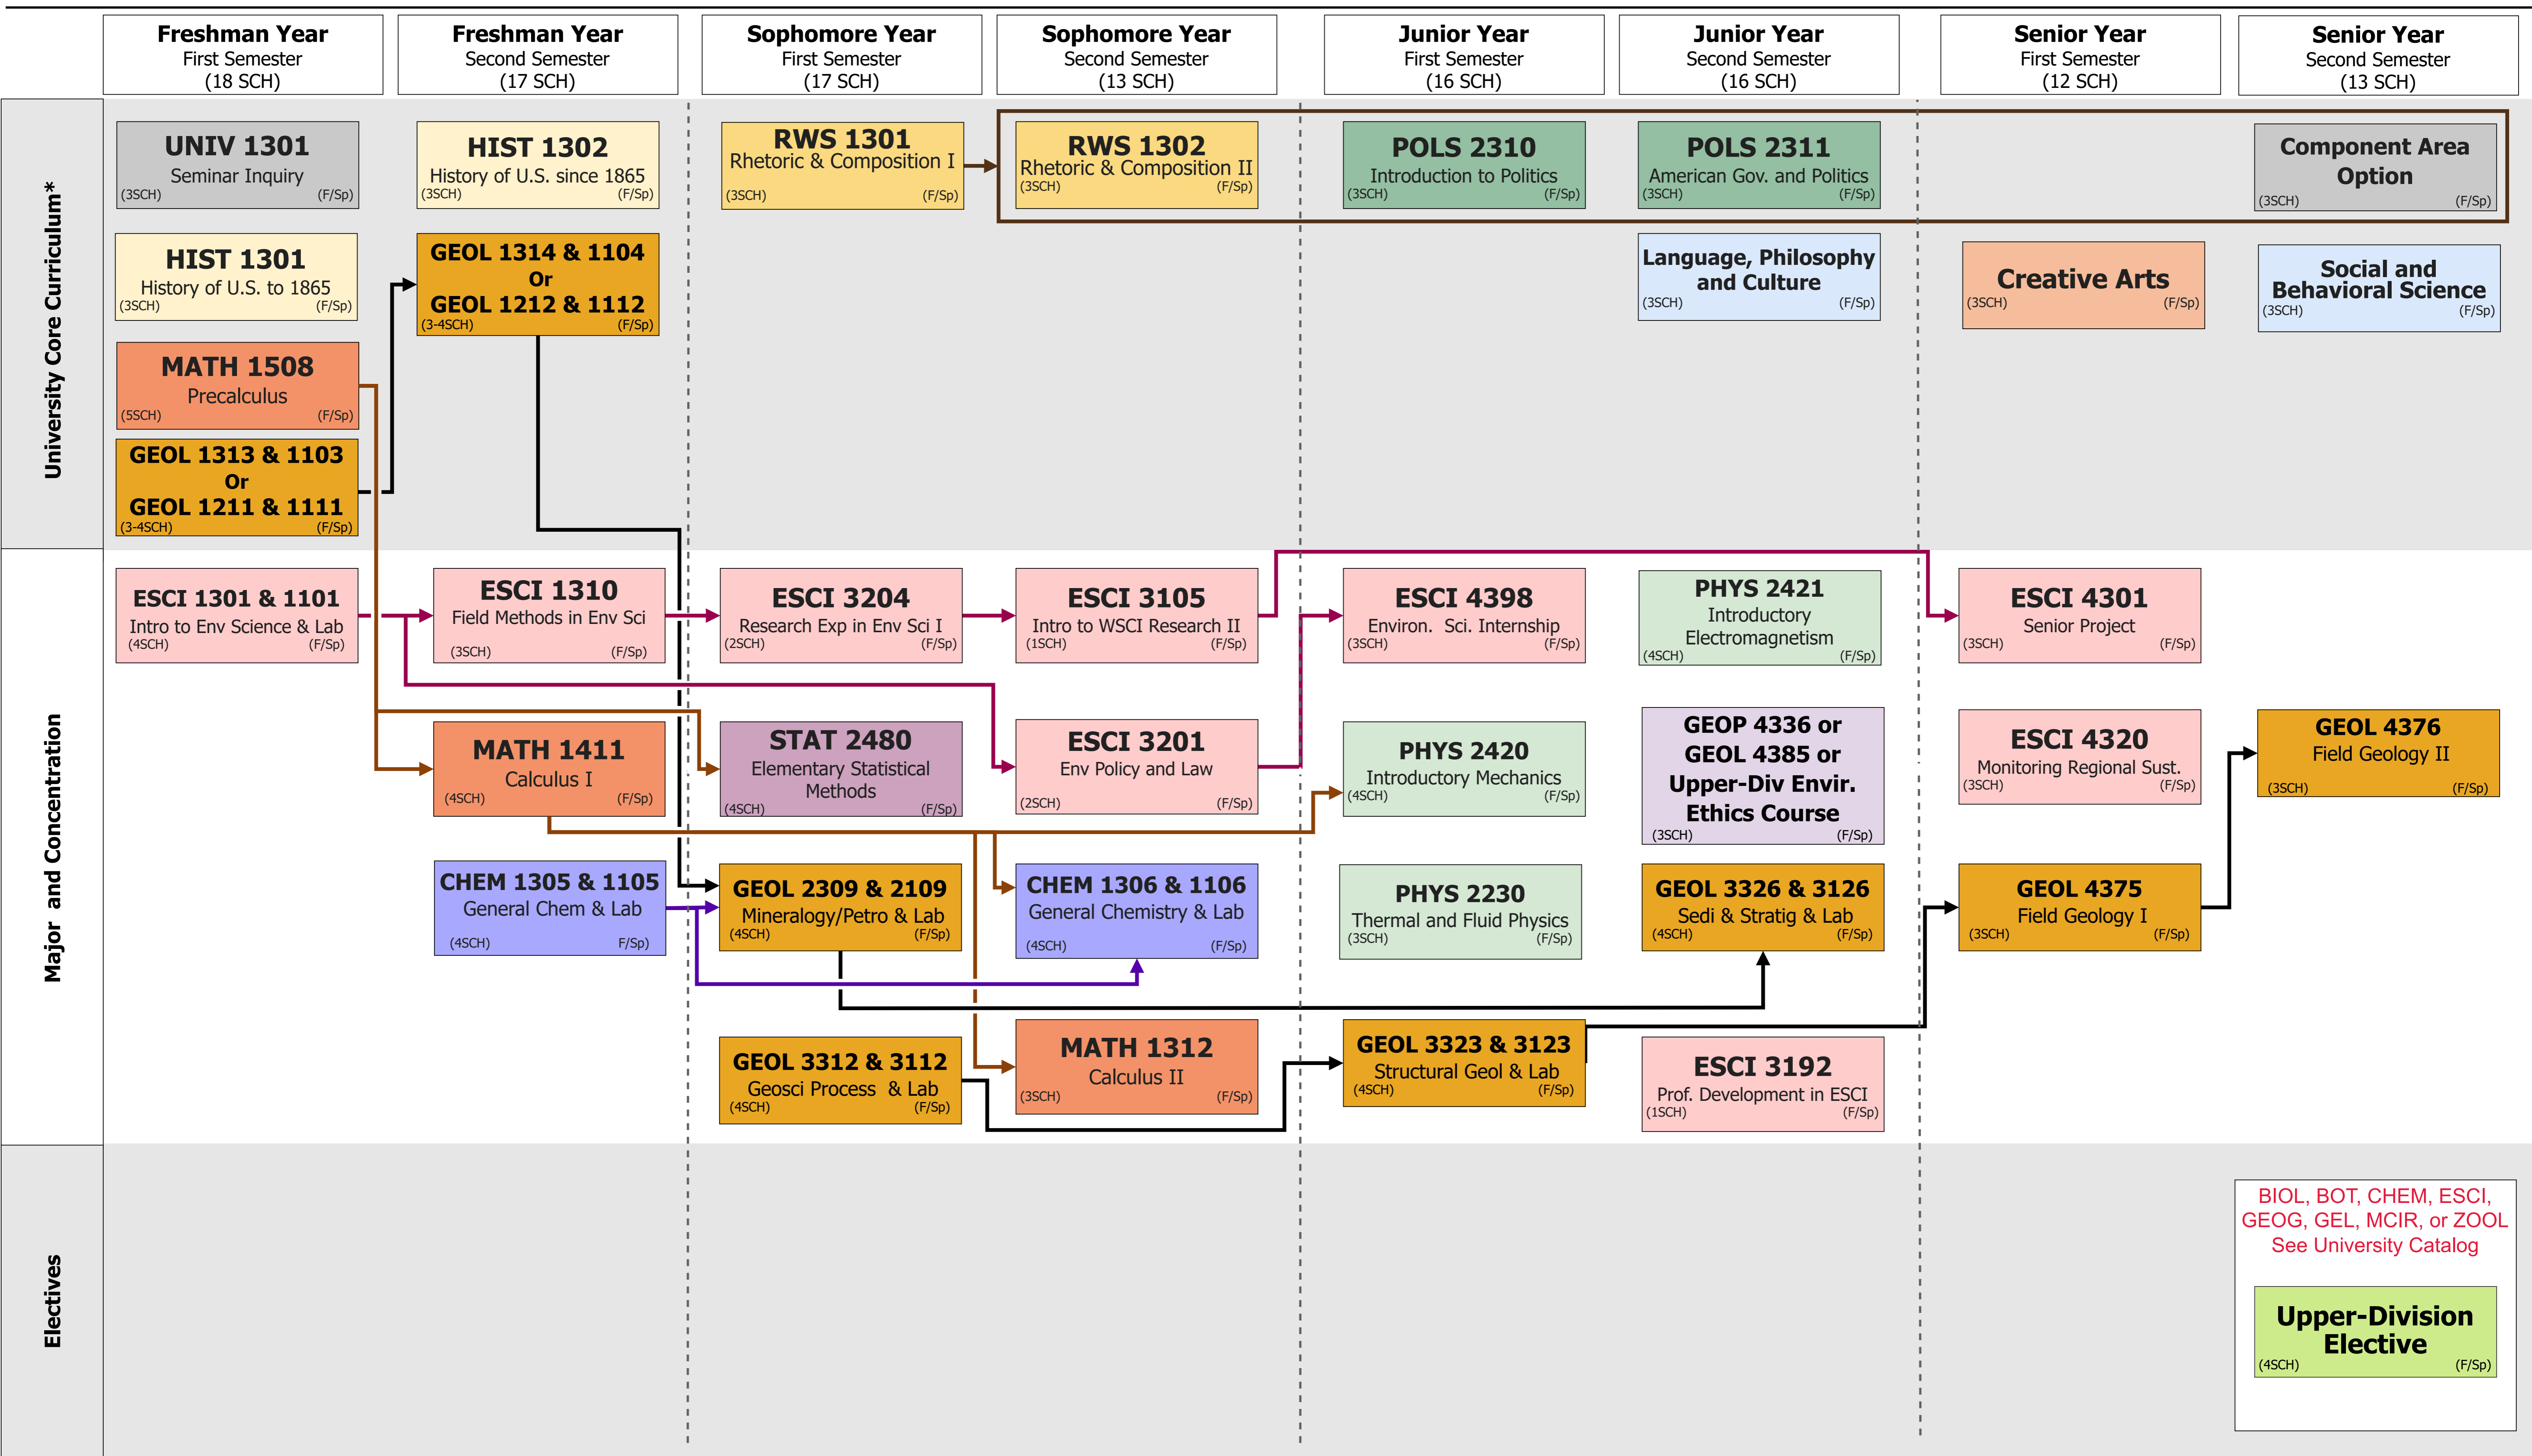 Freshman Year
First Semester
(18 SCH)
Freshman Year
Second Semester
(17 SCH)
Sophomore Year
First Semester
(17 SCH)
Sophomore Year
Second Semester
(13 SCH)
Junior Year
First Semester
(16 SCH)
Junior Year
Second Semester
(16 SCH)
Senior Year
First Semester
(12 SCH)
Senior Year
Second Semester
(13 SCH)
University Core Curriculum*
UNIV 1301
Seminar Inquiry
(3SCH) (F/Sp)
HIST 1302
History of U.S. since 1865
(3SCH) (F/Sp)
RWS 1301
Rhetoric & Composition I
(3SCH) (F/Sp)
RWS 1302
Rhetoric & Composition II
(3SCH) (F/Sp)
POLS 2310
Introduction to Politics
(3SCH) (F/Sp)
POLS 2311
American Gov. and Politics
(3SCH) (F/Sp)
Component Area
Option
(3SCH) (F/Sp)
HIST 1301
History of U.S. to 1865
(3SCH) (F/Sp)
GEOL 1314 & 1104
Or
GEOL 1212 & 1112
(3-4SCH) (F/Sp)
Language, Philosophy
and Culture
(3SCH) (F/Sp)
Creative Arts
(3SCH) (F/Sp)
Social and
Behavioral Science
(3SCH) (F/Sp)
MATH 1508
Precalculus
(5SCH) (F/Sp)
GEOL 1313 & 1103
Or
GEOL 1211 & 1111
(3-4SCH) (F/Sp)
Major and Concentration
ESCI 1301 & 1101
Intro to Env Science & Lab
(4SCH) (F/Sp)
ESCI 1310
Field Methods in Env Sci
(3SCH) (F/Sp)
ESCI 3204
Research Exp in Env Sci I
(2SCH) (F/Sp)
ESCI 3105
Intro to WSCI Research II
(1SCH) (F/Sp)
ESCI 4398
Environ. Sci. Internship
(3SCH) (F/Sp)
PHYS 2421
Introductory
Electromagnetism
(4SCH) (F/Sp)
ESCI 4301
Senior Project
(3SCH) (F/Sp)
MATH 1411
Calculus I
(4SCH) (F/Sp)
STAT 2480
Elementary Statistical
Methods
(4SCH) (F/Sp)
ESCI 3201
Env Policy and Law
(2SCH) (F/Sp)
PHYS 2420
Introductory Mechanics
(4SCH) (F/Sp)
GEOP 4336 or
GEOL 4385 or
Upper-Div Envir.
Ethics Course
(3SCH) (F/Sp)
ESCI 4320
Monitoring Regional Sust.
(3SCH) (F/Sp)
GEOL 4376
Field Geology II
(3SCH) (F/Sp)
CHEM 1305 & 1105
General Chem & Lab
(4SCH) F/Sp)
GEOL 2309 & 2109
Mineralogy/Petro & Lab
(4SCH) (F/Sp)
CHEM 1306 & 1106
General Chemistry & Lab
(4SCH) (F/Sp)
PHYS 2230
Thermal and Fluid Physics
(3SCH) (F/Sp)
GEOL 3326 & 3126
Sedi & Stratig & Lab
(4SCH) (F/Sp)
GEOL 4375
Field Geology I
(3SCH) (F/Sp)
GEOL 3312 & 3112
Geosci Process & Lab
(4SCH) (F/Sp)
MATH 1312
Calculus II
(3SCH) (F/Sp)
GEOL 3323 & 3123
Structural Geol & Lab
(4SCH) (F/Sp)
ESCI 3192
Prof. Development in ESCI
(1SCH) (F/Sp)
Electives
BIOL, BOT, CHEM, ESCI,
GEOG, GEL, MCIR, or ZOOL
See University Catalog
Upper-Division
Elective
(4SCH) (F/Sp)